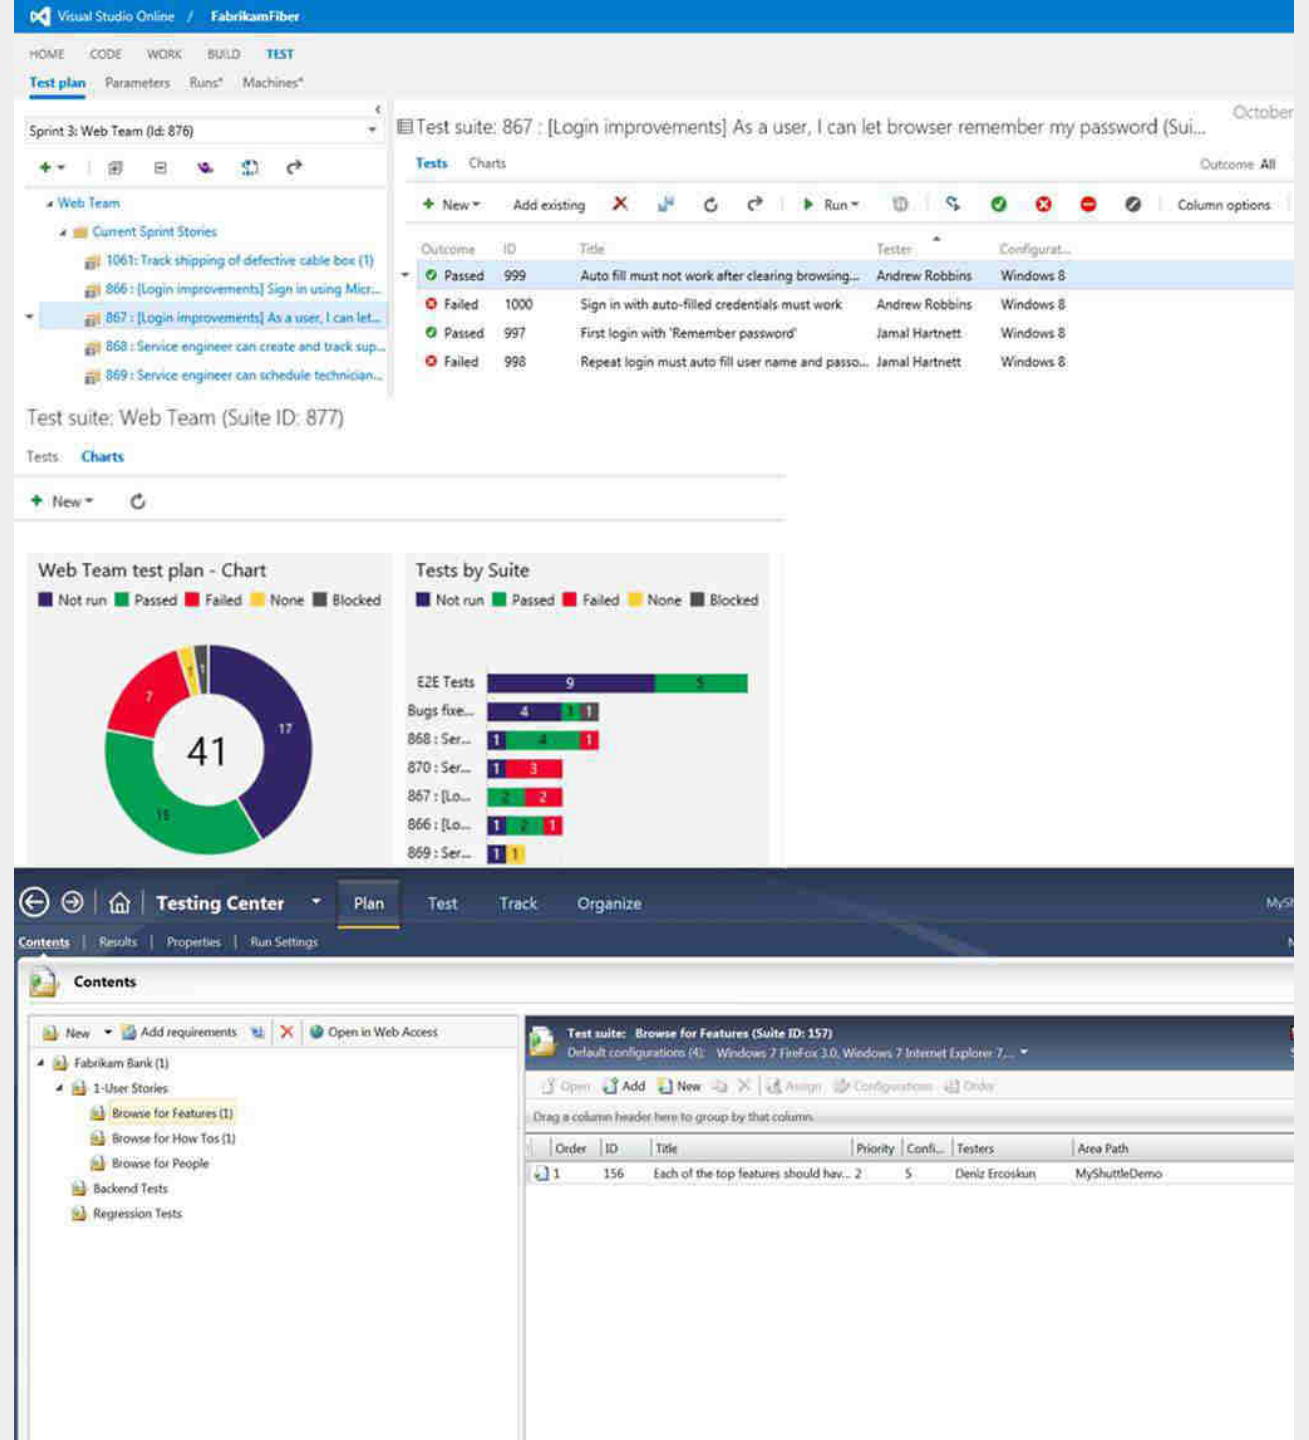 Visual Studio Online / FabrikamFiber
HOME CODE WORK BUILD TEST
Test plan Parameters Runs* Machines*
Sprint 3: Web Team (Id: 876)
Web Team
Current Sprint Stories
1061: Track shipping of defective cable box (1)
866 : [Login improvements] Sign in using Micr...
867 : [Login improvements] As a user, I can let...
868 : Service engineer can create and track sup...
869 : Service engineer can schedule technician...
October
Test suite: 867 : [Login improvements] As a user, I can let browser remember my password (Sui...
Tests Charts Outcome All
New Add existing Run Column options
Outcome ID Title Tester Configurat...
Passed 999 Auto fill must not work after clearing browsing... Andrew Robbins Windows 8
Failed 1000 Sign in with auto-filled credentials must work Andrew Robbins Windows 8
Passed 997 First login with 'Remember password' Jamal Hartnett Windows 8
Failed 998 Repeat login must auto fill user name and passo... Jamal Hartnett Windows 8
Test suite: Web Team (Suite ID: 877)
Tests Charts
New
Web Team test plan - Chart
Not run Passed Failed None Blocked
7 1 1 17
41
15
Tests by Suite
Not run Passed Failed None Blocked
E2E Tests 9 5
Bugs fixe... 4 1 1
868 : Ser... 1 4 1
870 : Ser... 1 3
867 : [Lo... 2 2
866 : [Lo... 1 2 1
869 : Ser... 1 1
Testing Center Plan Test Track Organize MySh
Contents | Results | Properties | Run Settings
Contents
New Add requirements Open in Web Access
Fabrikam Bank (1)
1-User Stories
Browse for Features (1)
Browse for How Tos (1)
Browse for People
Backend Tests
Regression Tests
Test suite: Browse for Features (Suite ID: 157)
Default configurations (4): Windows 7 FireFox 3.0, Windows 7 Internet Explorer 7,...
Open Add New Assign Configurations Order
Drag a column header here to group by that column.
Order ID Title Priority Confi... Testers Area Path
1 156 Each of the top features should hav... 2 5 Deniz Ercoskun MyShuttleDemo